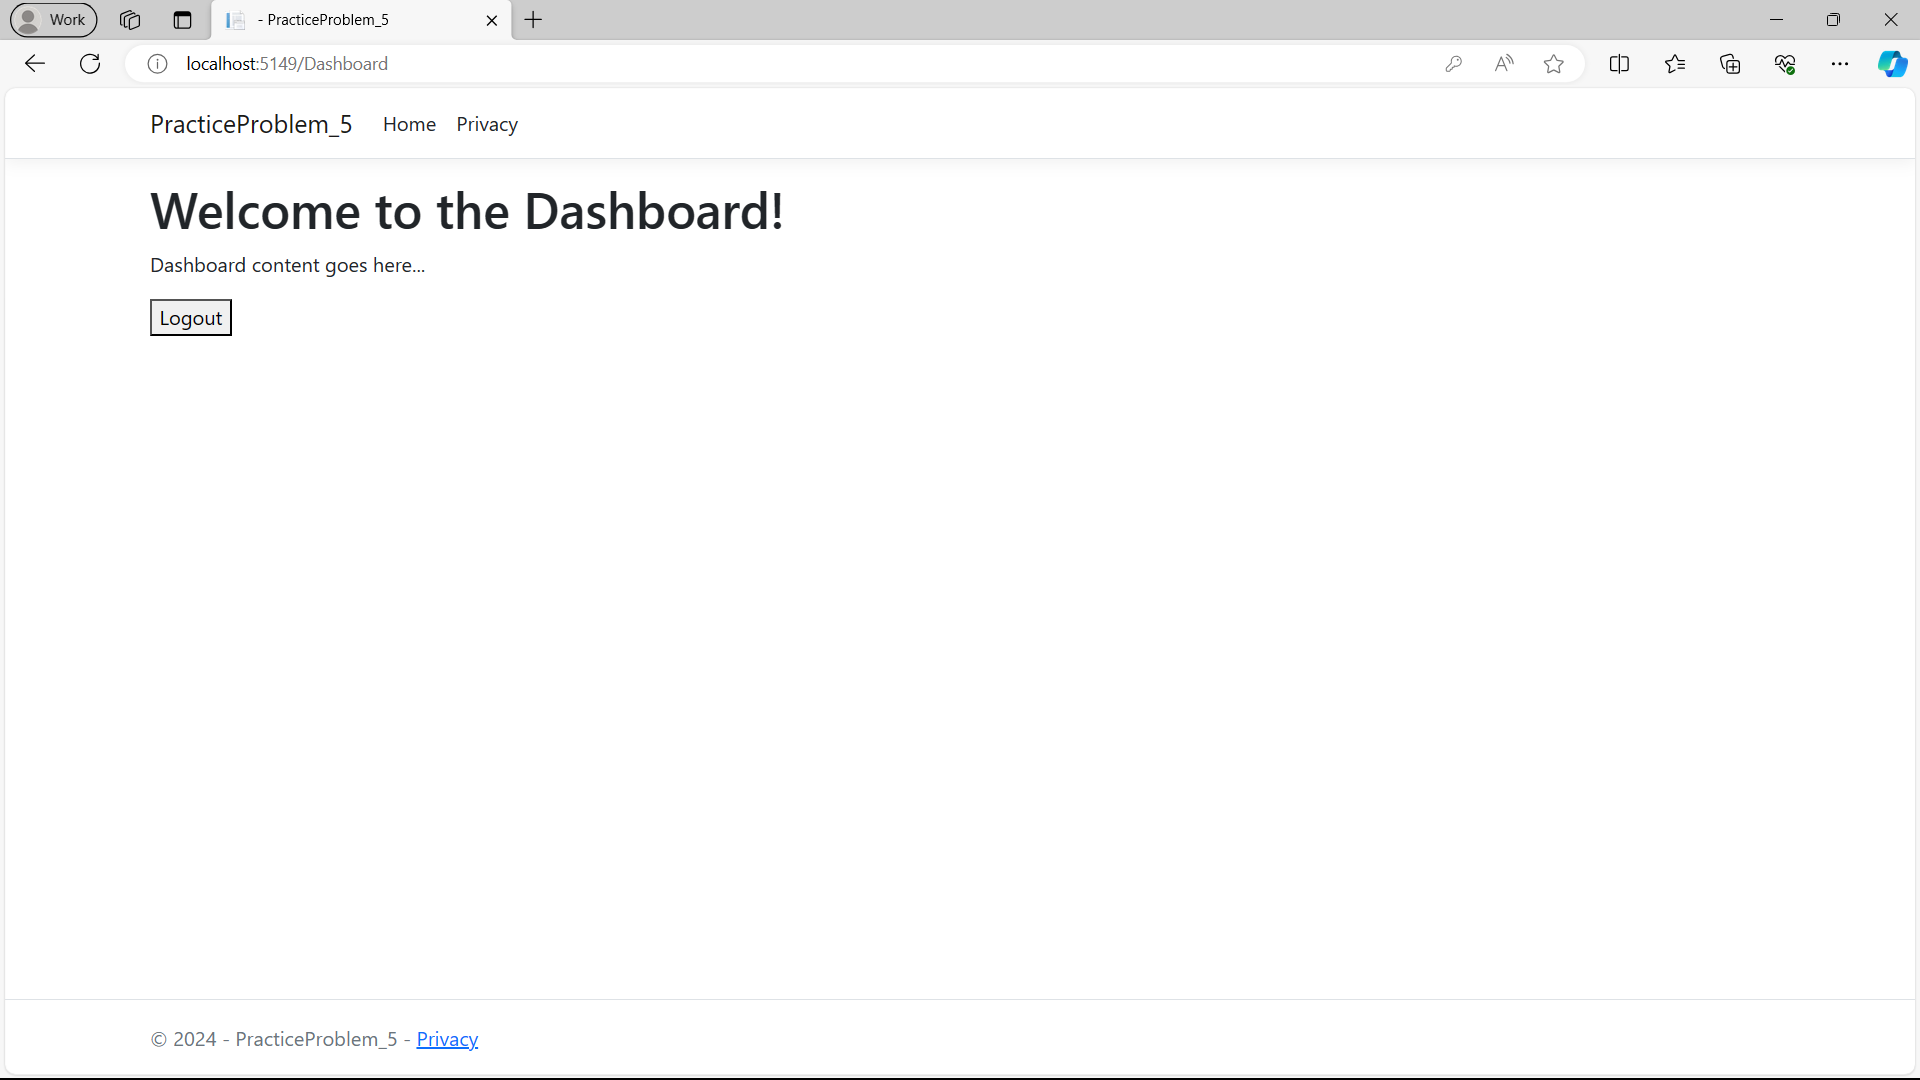 Work
- PracticeProblem_5
localhost:5149/Dashboard
PracticeProblem_5 Home Privacy
Welcome to the Dashboard!
Dashboard content goes here...
Logout
© 2024 - PracticeProblem_5 - Privacy